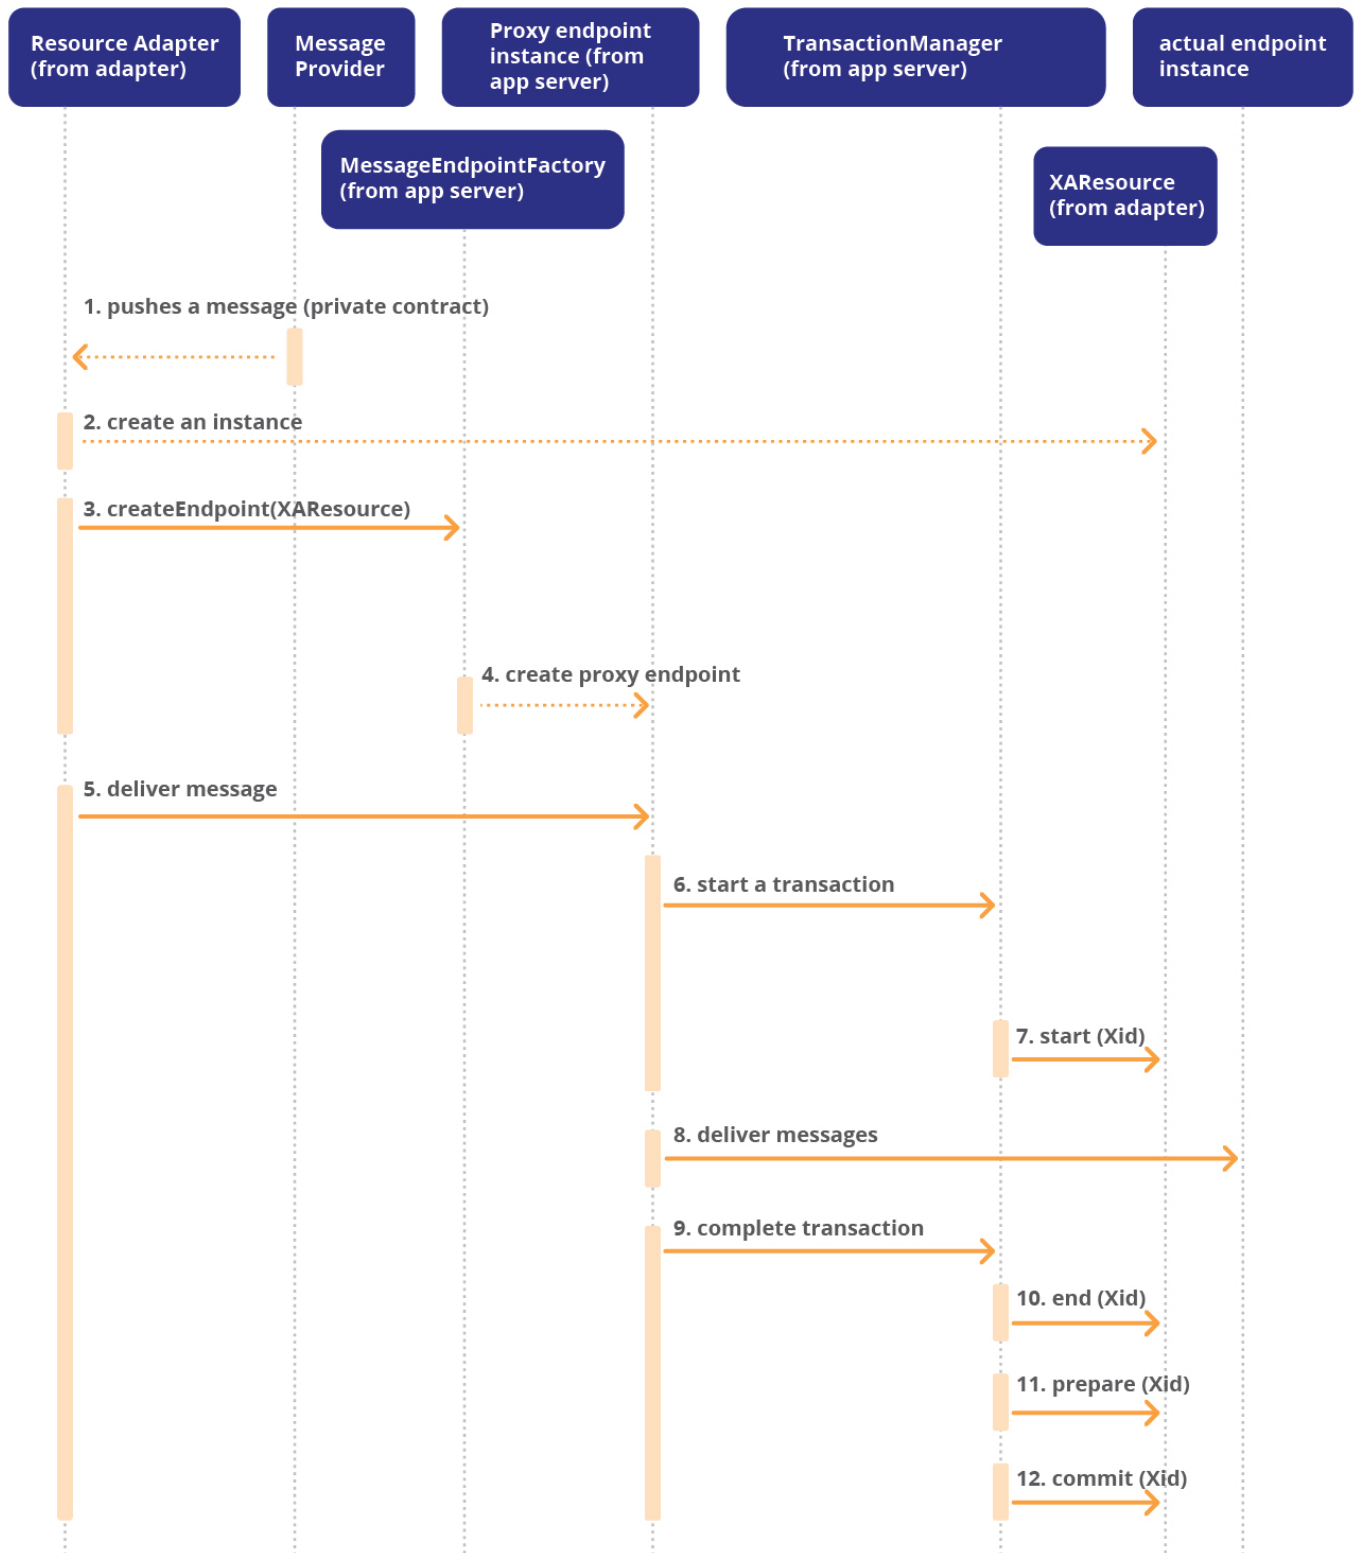 Resource Adapter
(from adapter)
Message
Provider
Proxy endpoint
instance (from
app server)
TransactionManager
(from app server)
actual endpoint
instance
MessageEndpointFactory
(from app server)
XAResource
(from adapter)
1. pushes a message (private contract)
2. create an instance
3. createEndpoint(XAResource)
4. create proxy endpoint
5. deliver message
6. start a transaction
7. start (Xid)
8. deliver messages
9. complete transaction
10. end (Xid)
11. prepare (Xid)
12. commit (Xid)